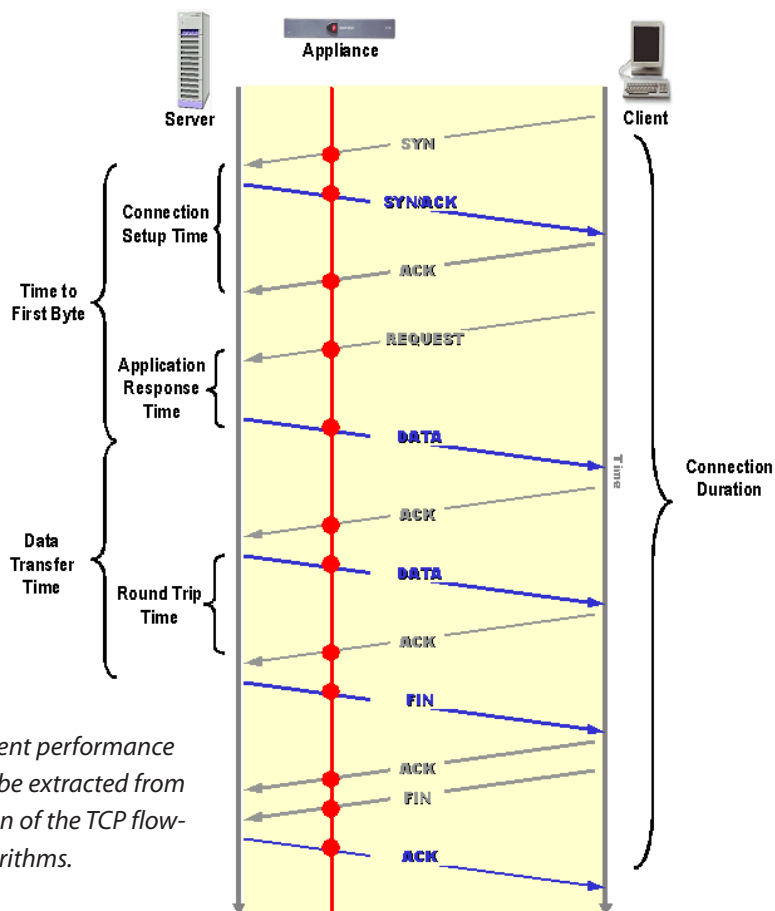 Appliance
Server
Client
SYN
SYN/ACK
Connection
Setup Time
ACK
Time to
First Byte
REQUEST
Application
Response
Time
DATA
Time
Connection
Duration
ACK
Data
Transfer
Time
DATA
Round Trip
Time
ACK
FIN
ent performance
be extracted from
n of the TCP flow-
rithms.
ACK
FIN
ACK